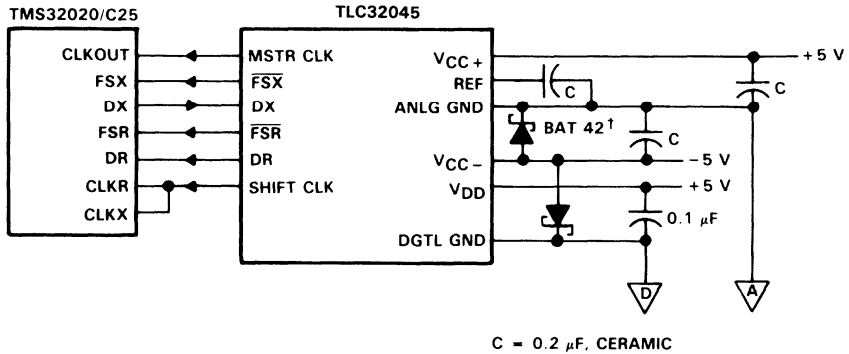 TMS32020/C25
TLC32045
CLKOUT
FSX
DX
FSR
DR
CLKR
CLKX
MSTR CLK
FSX
DX
FSR
DR
SHIFT CLK
VCC+
REF
ANLG GND
VCC−
VDD
DGTL GND
C
BAT 42†
C
C
+5 V
−5 V
+5 V
0.1 μF
D
A
C = 0.2 μF, CERAMIC